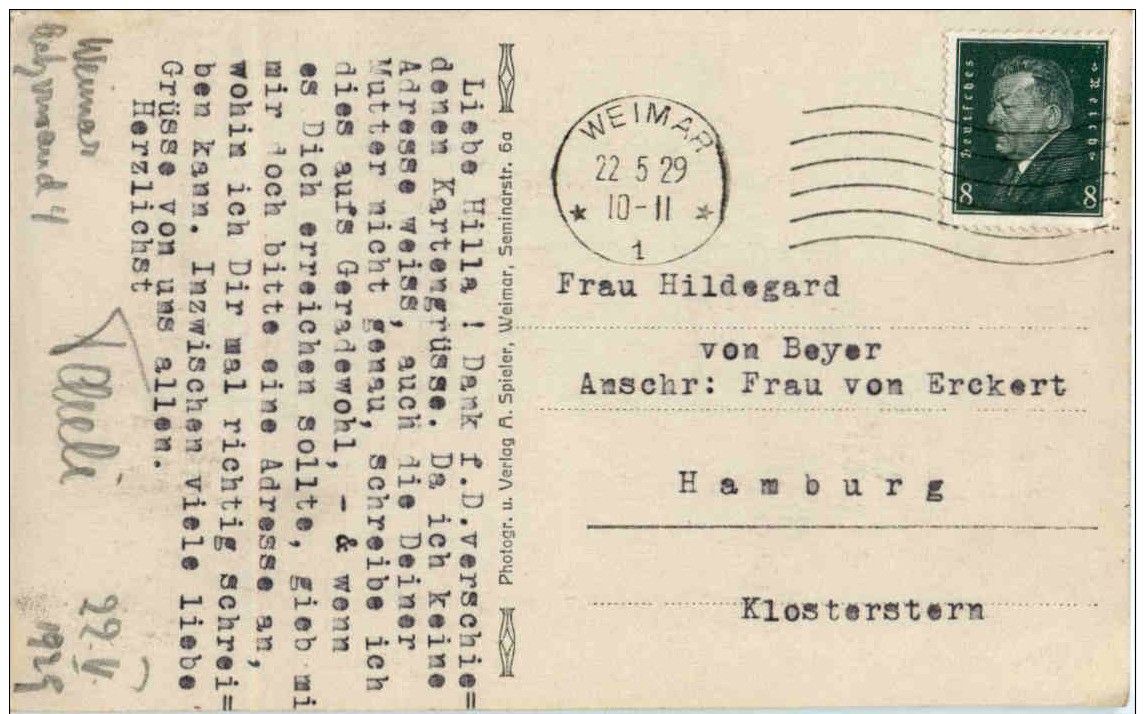 Liebe Hilla ! Dank f.D.verschie=
denen Kartengrüsse. Da ich keine
Adresse weiss, auch die Deiner
Mutter nicht genau, schreibe ich
dies aufs Geradewohl, - & wenn
es Dich erreichen sollte, gieb mi
mir doch bitte eine Adresse an,
wohin ich Dir mal richtig schrei=
ben kann. Inzwischen viele liebe
Grüsse von uns allen.
Herzlichst
22.V.
1929
Weimar
Photogr. u. Verlag A. Spieler, Weimar, Seminarstr. 6a
WEIMAR
22 5 29
10-11
1
Deutsches Reich
8 8
Frau Hildegard
von Beyer
Anschr: Frau von Erckert
Hamburg
Klosterstern